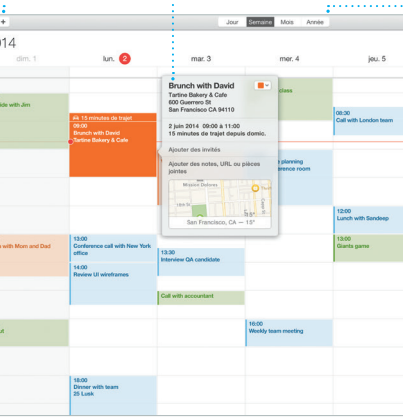 +
Jour Semaine Mois Année
014
dim. 1
lun. 2
mar. 3
mer. 4
jeu. 5
ide with Jim
15 minutes de trajet
09:00
Brunch with David
Tartine Bakery & Cafe
Brunch with David
Tartine Bakery & Cafe
600 Guerrero St
San Francisco CA 94110
2 juin 2014 09:00 à 11:00
15 minutes de trajet depuis domic.
Ajouter des invités
Ajouter des notes, URL ou pièces
jointes
Mission Dolores
San Francisco, CA — 15°
class
planning
erence room
08:30
Call with London team
12:00
Lunch with Sandeep
13:00
Giants game
with Mom and Dad
13:00
Conference call with New York
office
14:00
Review UI wireframes
13:30
Interview QA candidate
Call with accountant
16:00
Weekly team meeting
ut
18:00
Dinner with team
25 Lusk